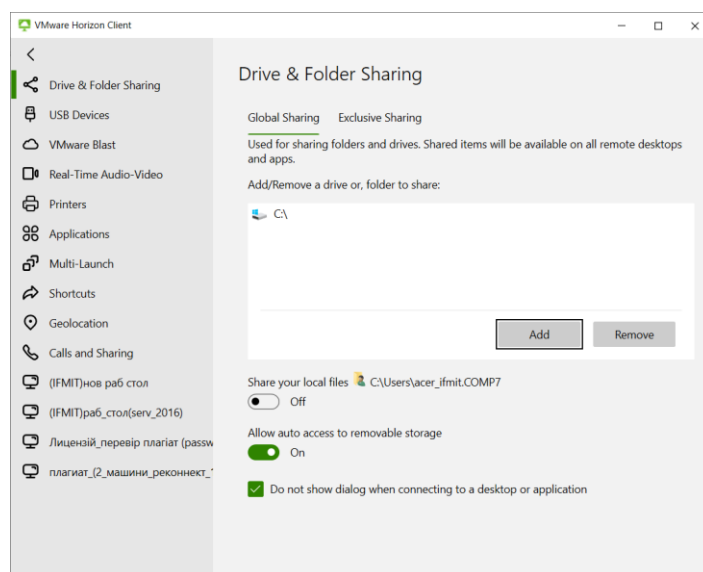 VMware Horizon Client
Drive & Folder Sharing
USB Devices
VMware Blast
Real-Time Audio-Video
Printers
Applications
Multi-Launch
Shortcuts
Geolocation
Calls and Sharing
(IFMIT)нов раб стол
(IFMIT)раб_стол(serv_2016)
Лицензій_перевір плагіат (passw
плагиат_(2_машини_реконнект_
Drive & Folder Sharing
Global Sharing Exclusive Sharing
Used for sharing folders and drives. Shared items will be available on all remote desktops
and apps.
Add/Remove a drive or, folder to share:
C:\
Add Remove
Share your local files C:\Users\acer_ifmit.COMP7
Off
Allow auto access to removable storage
On
Do not show dialog when connecting to a desktop or application